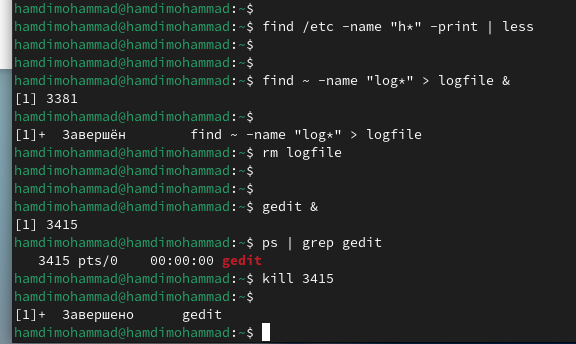 hamdimohammad@hamdimohammad:~$
hamdimohammad@hamdimohammad:~$ find /etc -name "h*" -print | less
hamdimohammad@hamdimohammad:~$
hamdimohammad@hamdimohammad:~$
hamdimohammad@hamdimohammad:~$ find ~ -name "log*" > logfile &
[1] 3381
hamdimohammad@hamdimohammad:~$
[1]+  Завершён        find ~ -name "log*" > logfile
hamdimohammad@hamdimohammad:~$ rm logfile
hamdimohammad@hamdimohammad:~$
hamdimohammad@hamdimohammad:~$
hamdimohammad@hamdimohammad:~$ gedit &
[1] 3415
hamdimohammad@hamdimohammad:~$ ps | grep gedit
   3415 pts/0    00:00:00 gedit
hamdimohammad@hamdimohammad:~$ kill 3415
hamdimohammad@hamdimohammad:~$
[1]+  Завершено      gedit
hamdimohammad@hamdimohammad:~$